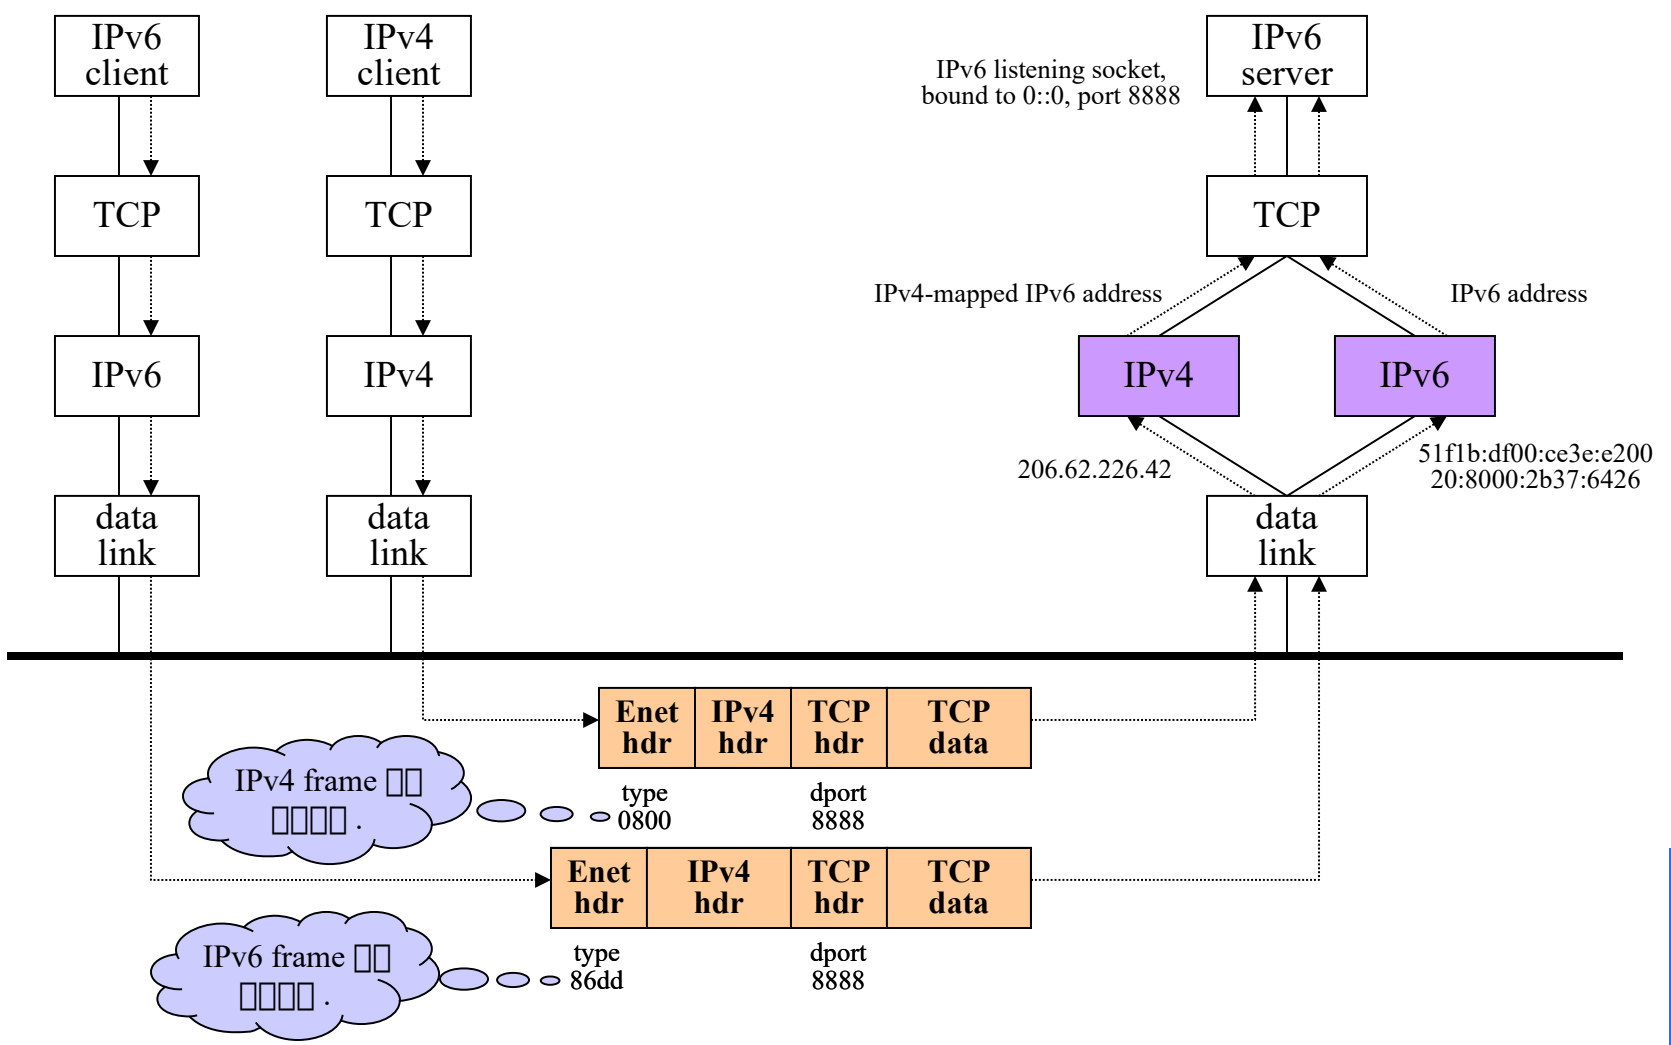 IPv6
client
IPv4
client
IPv6
server
IPv6 listening socket,
bound to 0::0, port 8888
TCP
TCP
TCP
IPv4-mapped IPv6 address
IPv6 address
IPv6
IPv4
IPv4
IPv6
206.62.226.42
51f1b:df00:ce3e:e200
20:8000:2b37:6426
data
link
data
link
data
link
Enet
hdr
IPv4
hdr
TCP
hdr
TCP
data
IPv4 frame
.
type
0800
dport
8888
Enet
hdr
IPv4
hdr
TCP
hdr
TCP
data
IPv6 frame
.
type
86dd
dport
8888